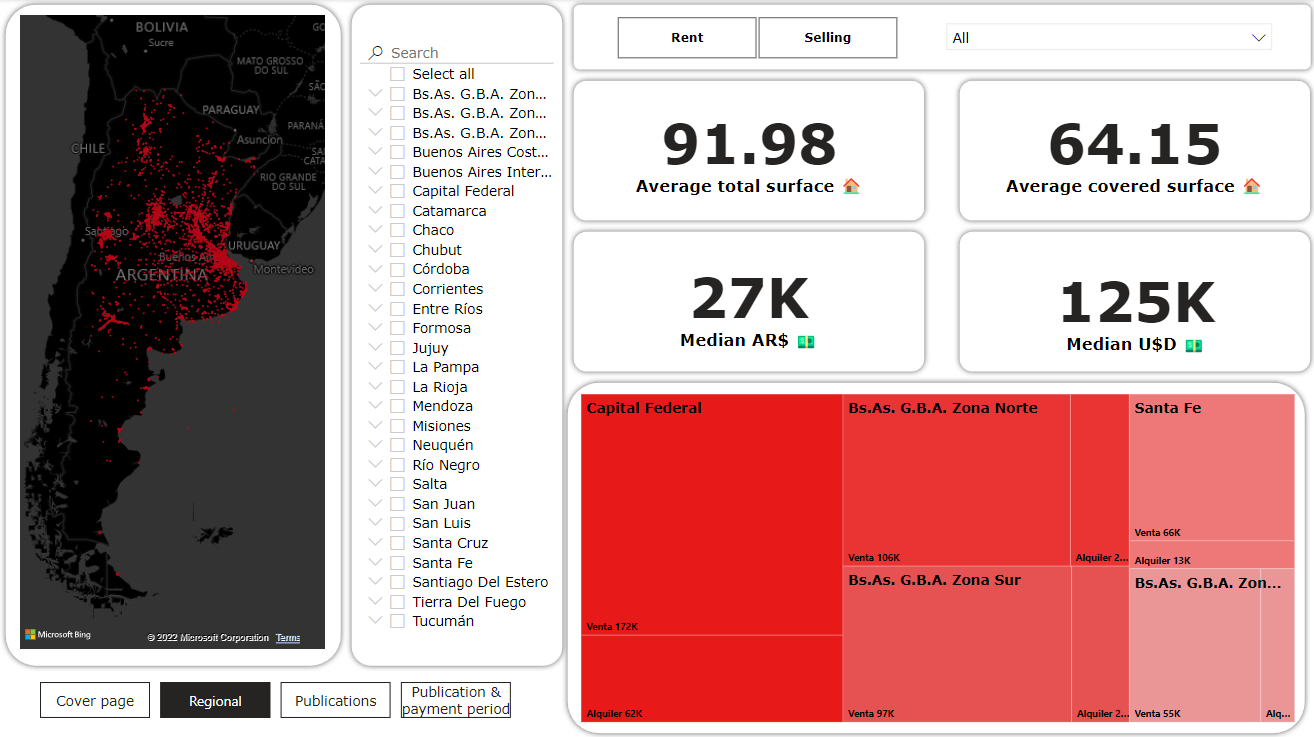 BOLIVIA
Sucre
MATO GROSSO
DO SUL
PARAGUAY
Asuncion
PARANÁ
CHILE
RIO GRANDE
DO SUL
Santiago
URUGUAY
Buenos A
Montevideo
ARGENTINA
Microsoft Bing
© 2022 Microsoft Corporation Terms
Search
Select all
Bs.As. G.B.A. Zon...
Bs.As. G.B.A. Zon...
Bs.As. G.B.A. Zon...
Buenos Aires Cost...
Buenos Aires Inter...
Capital Federal
Catamarca
Chaco
Chubut
Córdoba
Corrientes
Entre Ríos
Formosa
Jujuy
La Pampa
La Rioja
Mendoza
Misiones
Neuquén
Río Negro
Salta
San Juan
San Luis
Santa Cruz
Santa Fe
Santiago Del Estero
Tierra Del Fuego
Tucumán
Rent
Selling
All
91.98
Average total surface
64.15
Average covered surface
27K
Median AR$
125K
Median U$D
Capital Federal
Venta 172K
Alquiler 62K
Bs.As. G.B.A. Zona Norte
Venta 106K
Alquiler 2...
Bs.As. G.B.A. Zona Sur
Venta 97K
Alquiler 2...
Santa Fe
Venta 66K
Alquiler 13K
Bs.As. G.B.A. Zon...
Venta 55K
Alq...
Cover page
Regional
Publications
Publication &
payment period